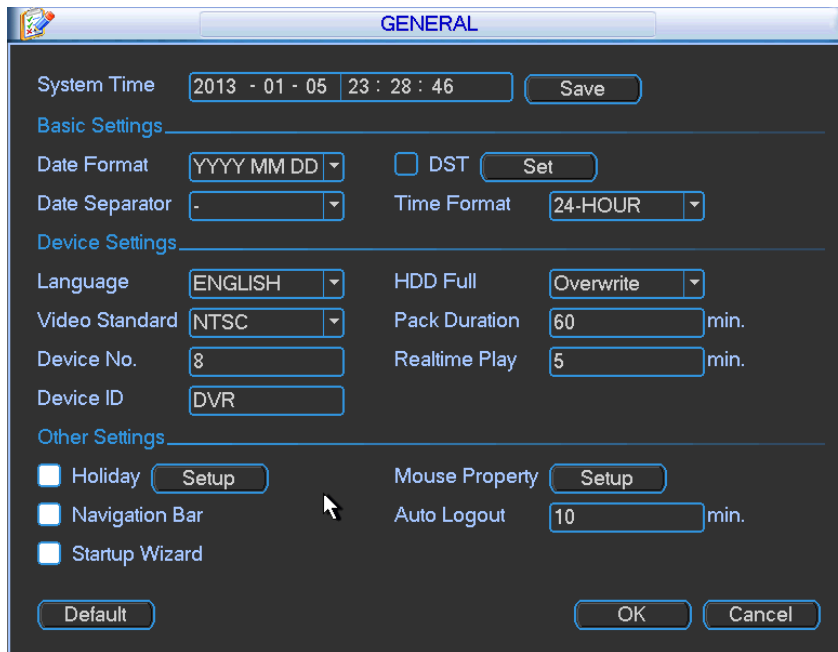 GENERAL
System Time 2013 - 01 - 05 23 : 28 : 46 Save
Basic Settings
Date Format YYYY MM DD DST Set
Date Separator - Time Format 24-HOUR
Device Settings
Language ENGLISH HDD Full Overwrite
Video Standard NTSC Pack Duration 60 min.
Device No. 8 Realtime Play 5 min.
Device ID DVR
Other Settings
Holiday Setup Mouse Property Setup
Navigation Bar Auto Logout 10 min.
Startup Wizard
Default OK Cancel